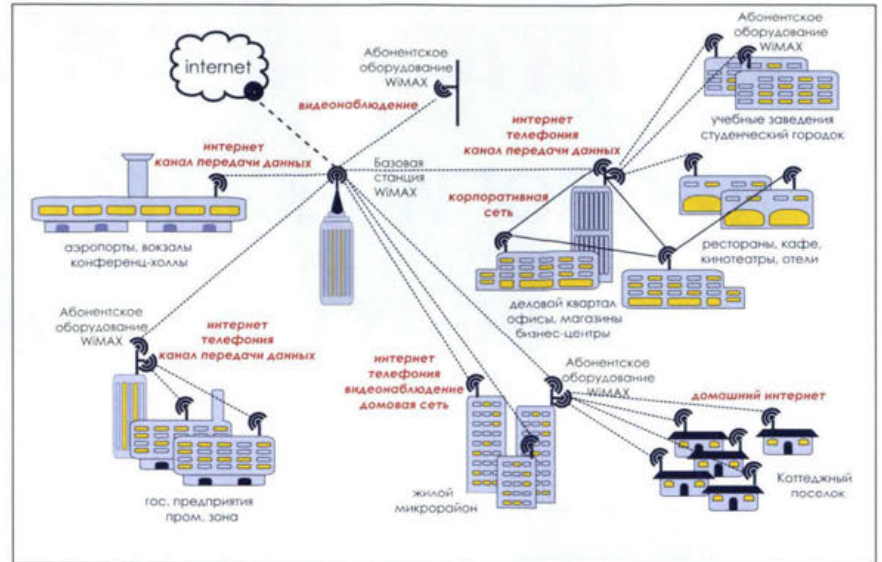 internet
Абонентское
оборудование
WiMAX
видеонаблюдение
Абонентское
оборудование
WiMAX
учебные заведения
студенческий городок
интернет
канал передачи данных
Базовая
станция
WiMAX
интернет
телефония
канал передачи данных
корпоративная
сеть
аэропорты, вокзалы
конференц-холлы
рестораны, кафе,
кинотеатры, отели
деловой квартал
офисы, магазины
бизнес-центры
Абонентское
оборудование
WiMAX
интернет
телефония
канал передачи данных
гос. предприятия
пром. зона
интернет
телефония
видеонаблюдение
домовая сеть
жилой
микрорайон
Абонентское
оборудование
WiMAX
домашний интернет
Коттеджный
поселок